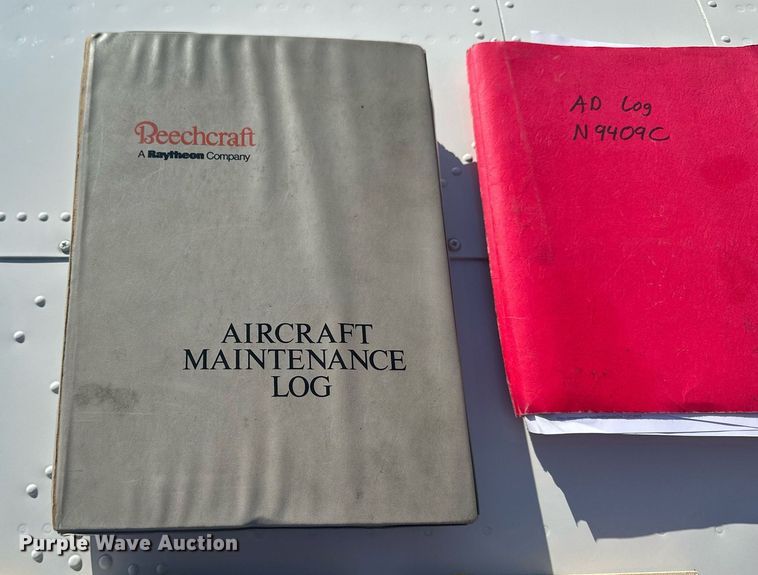 Beechcraft
A Raytheon Company
AIRCRAFT
MAINTENANCE
LOG
AD Log
N9409C
Purple Wave Auction